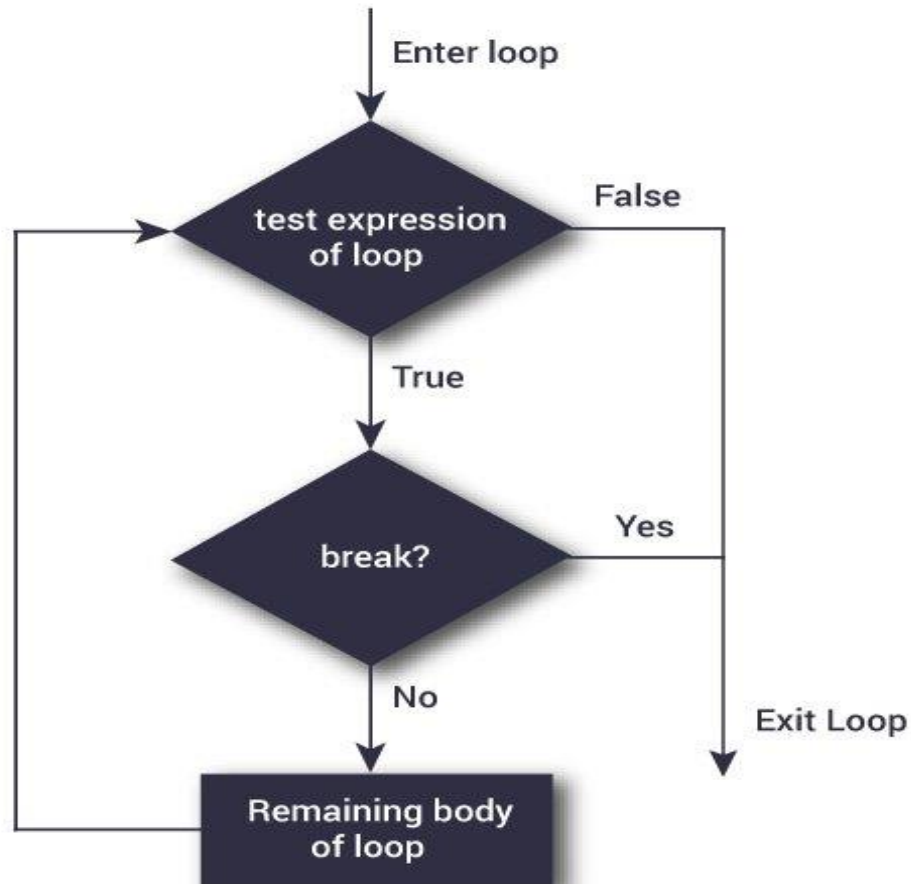 Enter loop
test expression
of loop
False
True
break?
Yes
No
Exit Loop
Remaining body
of loop